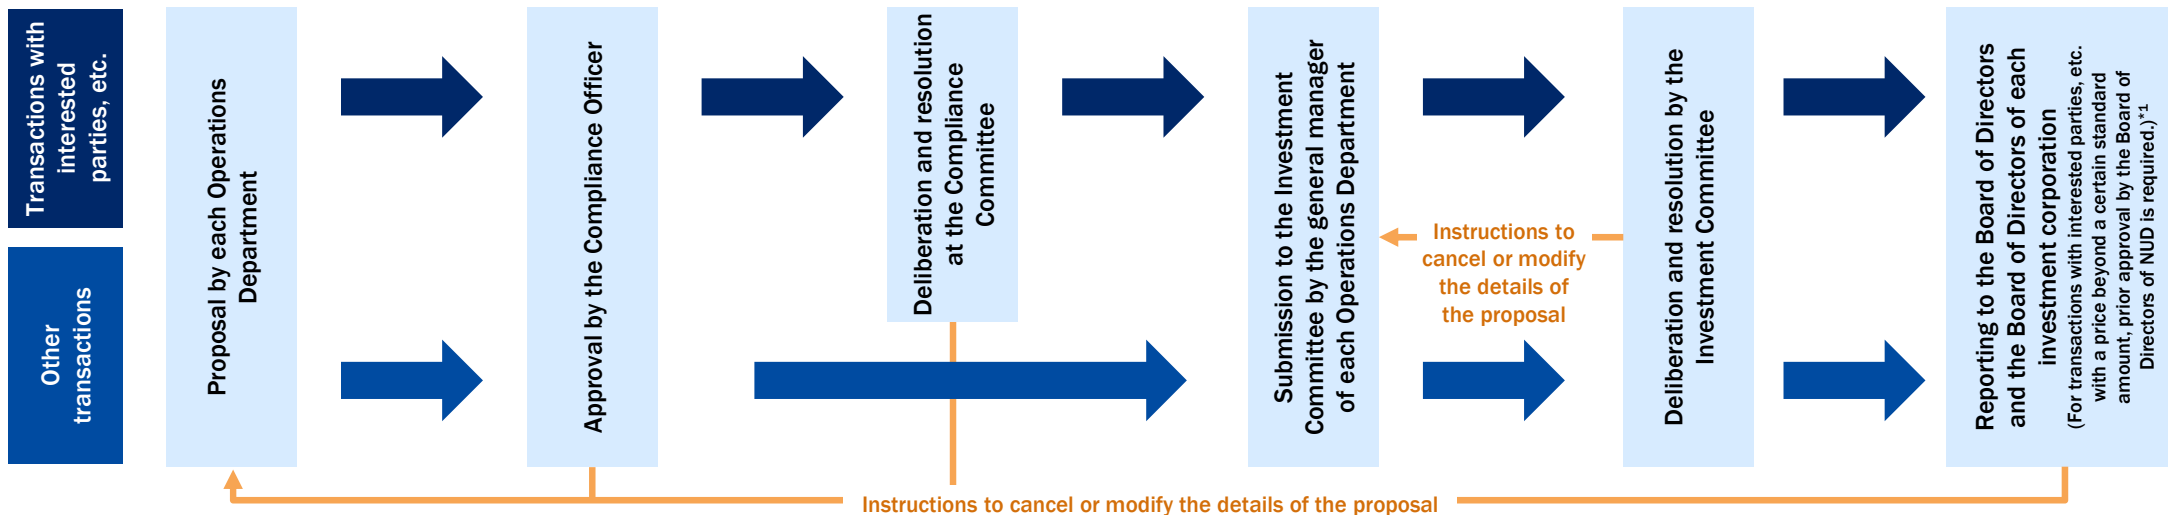 Transactions with
interested
parties, etc.
Other
transactions
Proposal by each Operations
Department
Approval by the Compliance Officer
Deliberation and resolution
at the Compliance
Committee
Submission to the Investment
Committee by the general manager
of each Operations Department
Instructions to
cancel or modify
the details of
the proposal
Deliberation and resolution by the
Investment Committee
Reporting to the Board of Directors
and the Board of Directors of each
investment corporation
(For transactions with interested parties, etc.
with a price beyond a certain standard
amount, prior approval by the Board of
Directors of NUD is required.)*1
Instructions to cancel or modify the details of the proposal